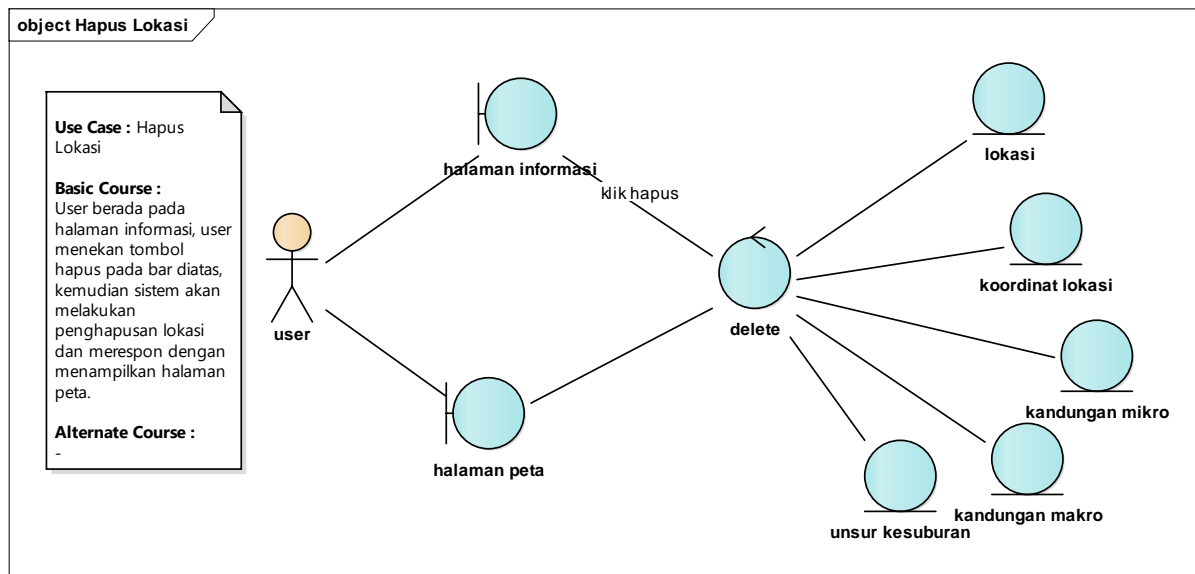 object Hapus Lokasi
Use Case : Hapus
Lokasi
Basic Course :
User berada pada
halaman informasi, user
menekan tombol
hapus pada bar diatas,
kemudian sistem akan
melakukan
penghapusan lokasi
dan merespon dengan
menampilkan halaman
peta.
Alternate Course :
-
user
halaman informasi
klik hapus
halaman peta
delete
lokasi
koordinat lokasi
kandungan mikro
kandungan makro
unsur kesuburan